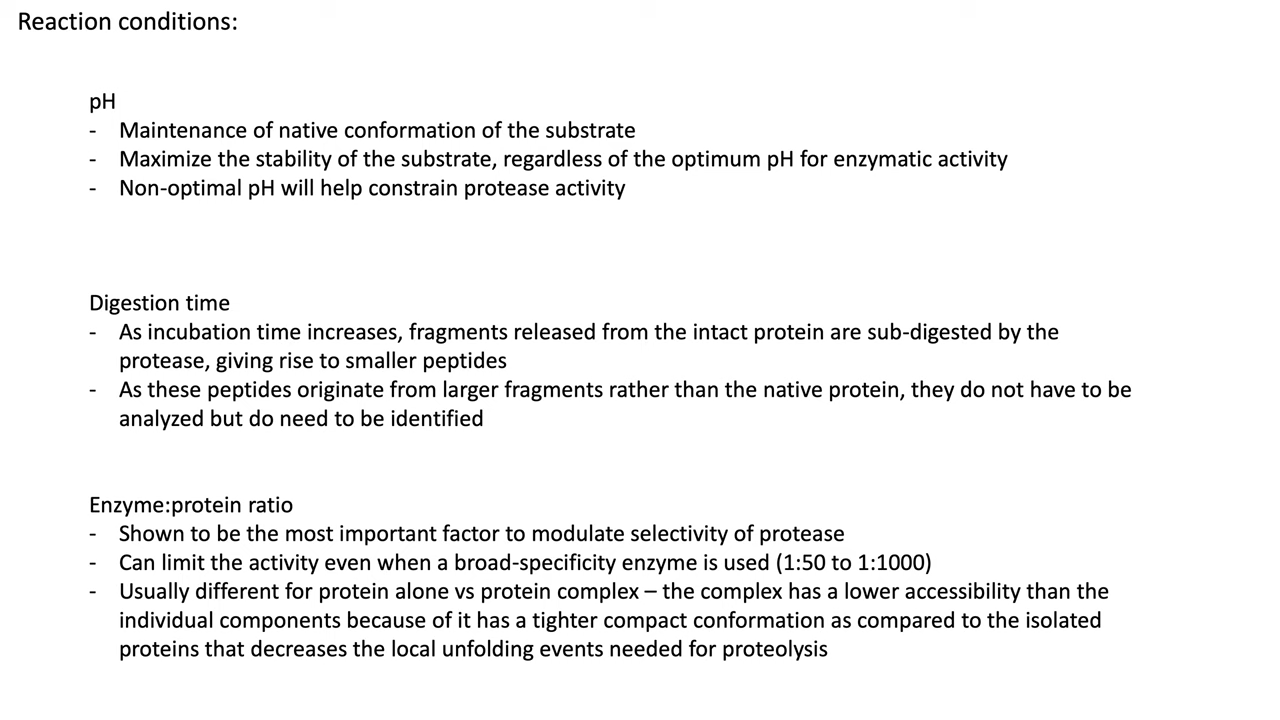 Reaction conditions:
pH
- Maintenance of native conformation of the substrate
- Maximize the stability of the substrate, regardless of the optimum pH for enzymatic activity
- Non-optimal pH will help constrain protease activity
Digestion time
- As incubation time increases, fragments released from the intact protein are sub-digested by the
protease, giving rise to smaller peptides
- As these peptides originate from larger fragments rather than the native protein, they do not have to be
analyzed but do need to be identified
Enzyme:protein ratio
- Shown to be the most important factor to modulate selectivity of protease
- Can limit the activity even when a broad-specificity enzyme is used (1:50 to 1:1000)
- Usually different for protein alone vs protein complex – the complex has a lower accessibility than the
individual components because of it has a tighter compact conformation as compared to the isolated
proteins that decreases the local unfolding events needed for proteolysis